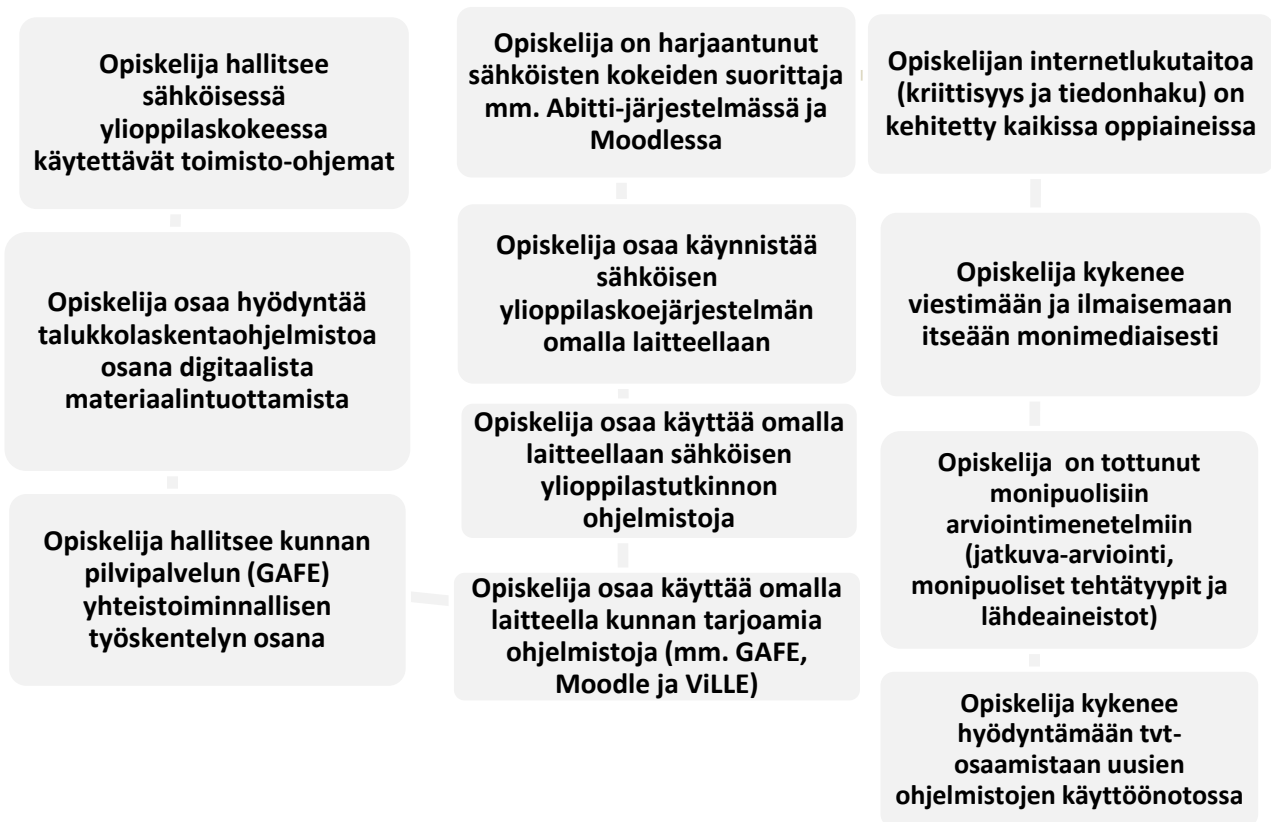 Opiskelija hallitsee
sähköisessä
ylioppilaskokeessa
käytettävät toimisto-ohjemat
Opiskelija osaa hyödyntää
talukkolaskentaohjelmistoa
osana digitaalista
materiaalintuottamista
Opiskelija hallitsee kunnan
pilvipalvelun (GAFE)
yhteistoiminnallisen
työskentelyn osana
Opiskelija on harjaantunut
sähköisten kokeiden suorittaja
mm. Abitti-järjestelmässä ja
Moodlessa
Opiskelija osaa käynnistää
sähköisen
ylioppilaskoejärjestelmän
omalla laitteellaan
Opiskelija osaa käyttää omalla
laitteellaan sähköisen
ylioppilastutkinnon
ohjelmistoja
Opiskelija osaa käyttää omalla
laitteella kunnan tarjoamia
ohjelmistoja (mm. GAFE,
Moodle ja ViLLE)
Opiskelijan internetlukutaitoa
(kriittisyys ja tiedonhaku) on
kehitetty kaikissa oppiaineissa
Opiskelija kykenee
viestimään ja ilmaisemaan
itseään monimediaisesti
Opiskelija on tottunut
monipuolisiin
arviointimenetelmiin
(jatkuva-arviointi,
monipuoliset tehtätyypit ja
lähdeaineistot)
Opiskelija kykenee
hyödyntämään tvt-
osaamistaan uusien
ohjelmistojen käyttöönotossa